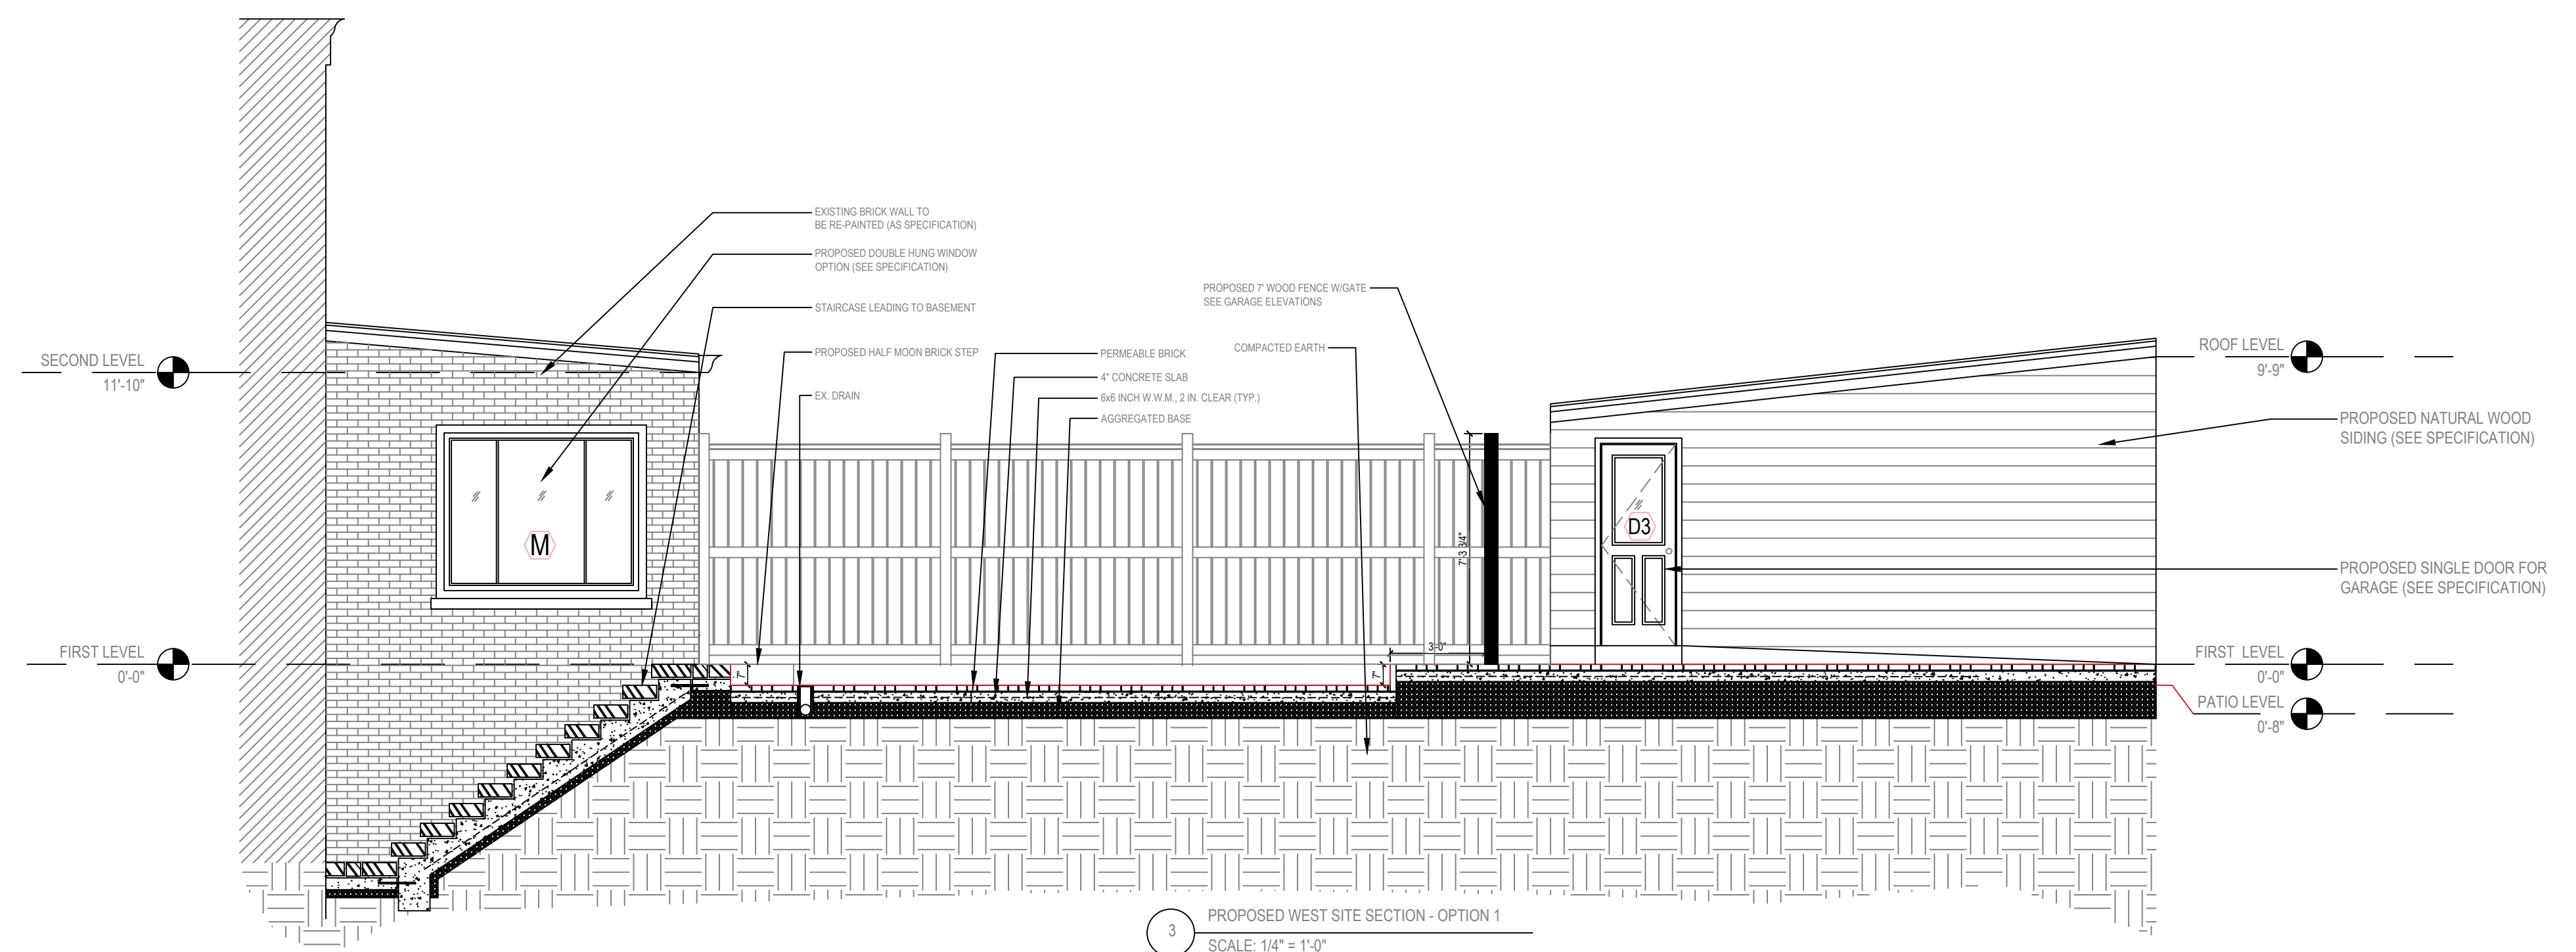 EXISTING BRICK WALL TO
BE RE-PAINTED (AS SPECIFICATION)
PROPOSED DOUBLE HUNG WINDOW
OPTION (SEE SPECIFICATION)
STAIRCASE LEADING TO BASEMENT
PROPOSED HALF MOON BRICK STEP
EX. DRAIN
PERMEABLE BRICK
4" CONCRETE SLAB
6x6 INCH W.W.M., 2 IN. CLEAR (TYP.)
AGGREGATED BASE
PROPOSED 7' WOOD FENCE W/GATE
SEE GARAGE ELEVATIONS
COMPACTED EARTH
SECOND LEVEL
11'-10"
FIRST LEVEL
0'-0"
ROOF LEVEL
9'-9"
PROPOSED NATURAL WOOD
SIDING (SEE SPECIFICATION)
PROPOSED SINGLE DOOR FOR
GARAGE (SEE SPECIFICATION)
FIRST LEVEL
0'-0"
PATIO LEVEL
0'-8"
M
D3
7'-3 3/4"
3'-0"
7"
7"
3
PROPOSED WEST SITE SECTION - OPTION 1
SCALE: 1/4" = 1'-0"